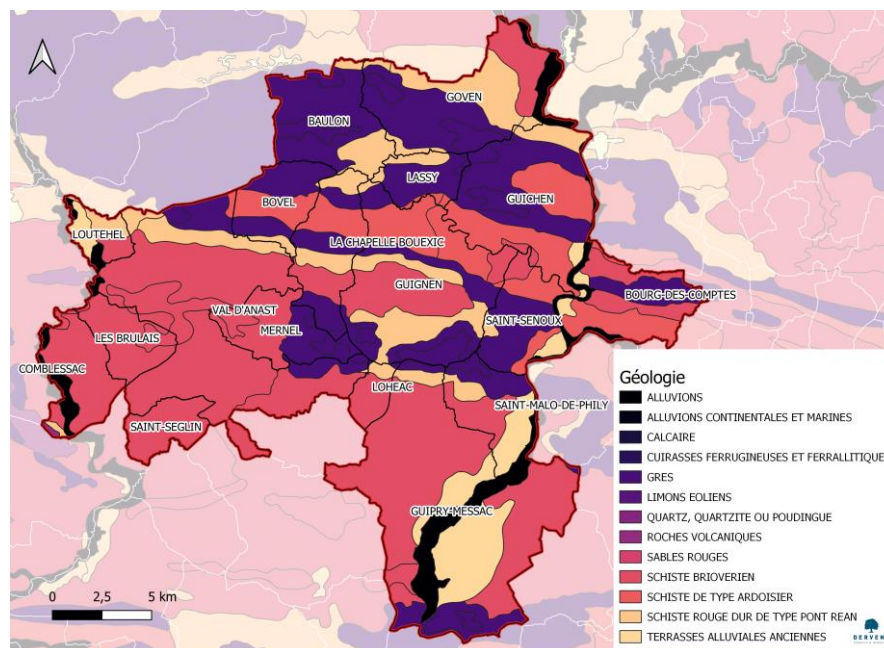 GOVEN
BAULON
LASSY
BOVEL
GUICHEN
LOUTEHEL
LA CHAPELLE BOUEXIC
GUIGNEN
BOURG-DES-COMPTES
VAL D'ANAST
SAINT-SENOUX
LES BRULAIS
MERNEL
COMBLESSAC
LOHEAC
SAINT-MALO-DE-PHILY
SAINT-SEGLIN
GUIPRY-MESSAC
0 2,5 5 km
Géologie
ALLUVIONS
ALLUVIONS CONTINENTALES ET MARINES
CALCAIRE
CUIRASSES FERRUGINEUSES ET FERRALLITIQUE
GRES
LIMONS EOLIENS
QUARTZ, QUARTZITE OU POUDINGUE
ROCHES VOLCANIQUES
SABLES ROUGES
SCHISTE BRIOVERIEN
SCHISTE DE TYPE ARDOISIER
SCHISTE ROUGE DUR DE TYPE PONT REAN
TERRASSES ALLUVIALES ANCIENNES
DERVENN